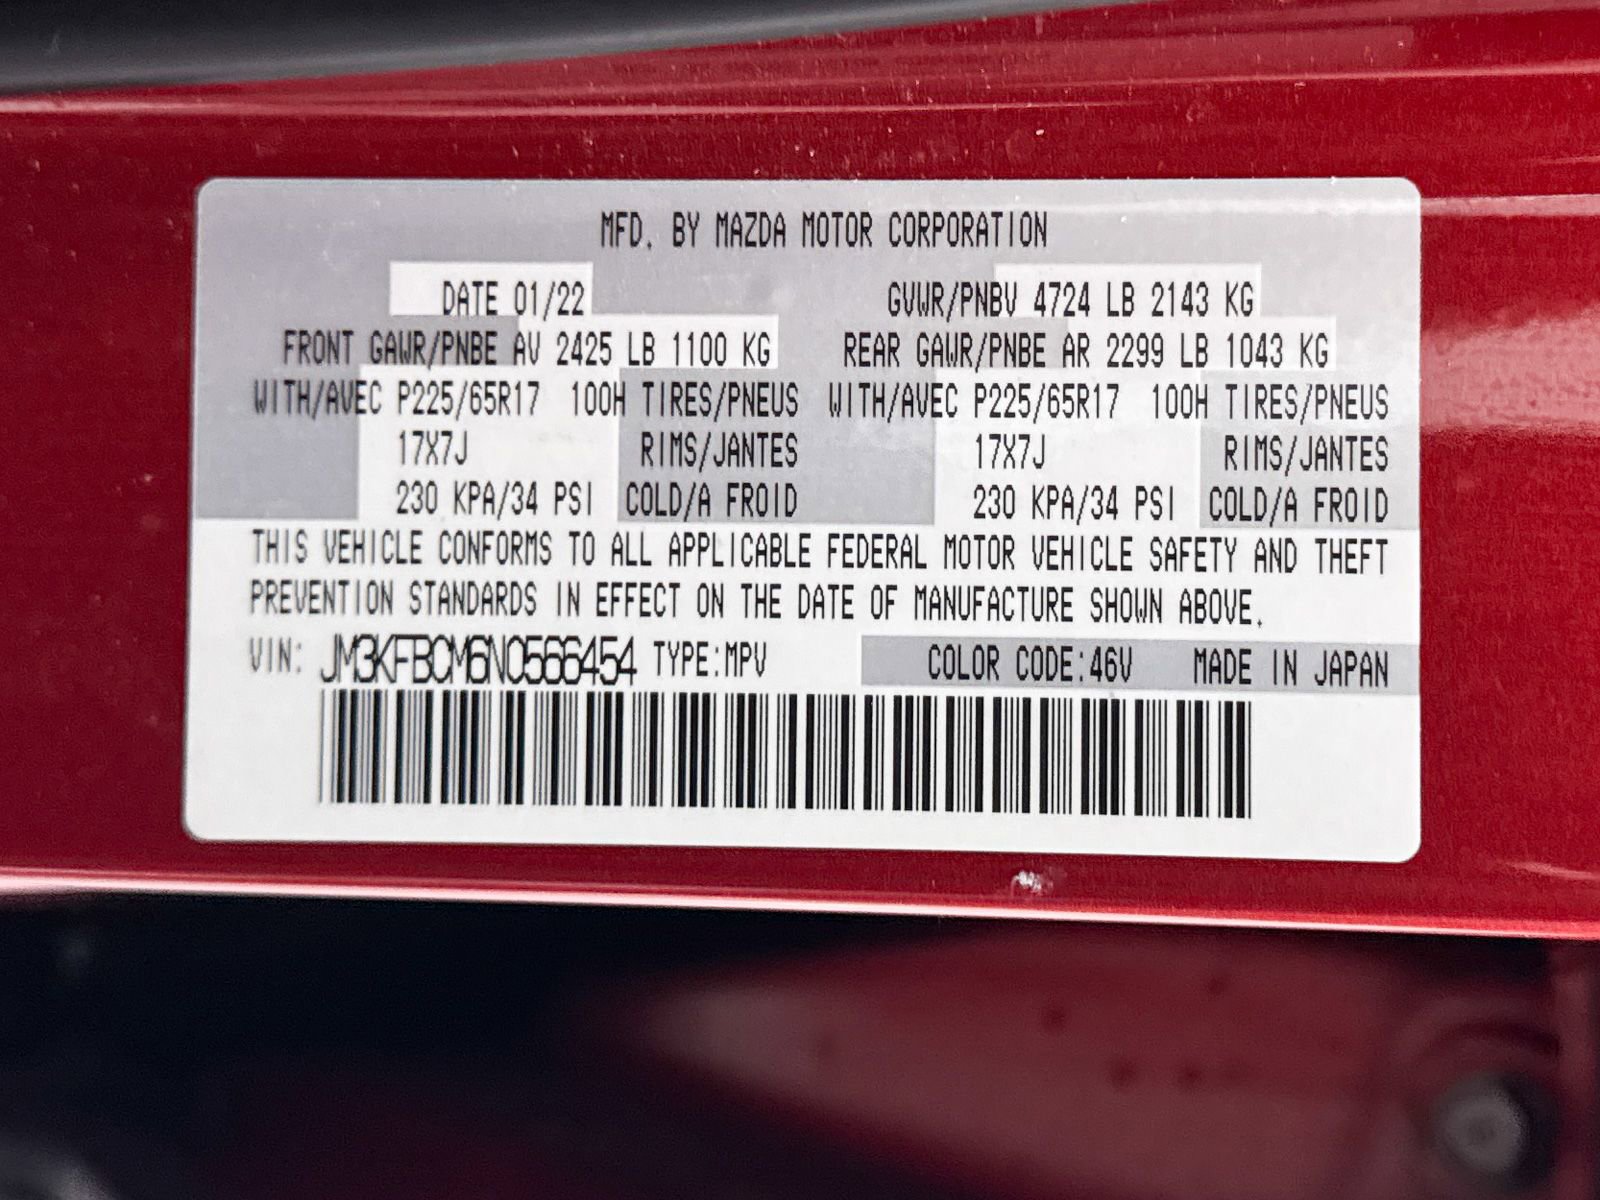 MFD. BY MAZDA MOTOR CORPORATION
DATE 01/22 GVWR/PNBV 4724 LB 2143 KG
FRONT GAWR/PNBE AV 2425 LB 1100 KG REAR GAWR/PNBE AR 2299 LB 1043 KG
WITH/AVEC P225/65R17 100H TIRES/PNEUS WITH/AVEC P225/65R17 100H TIRES/PNEUS
17X7J RIMS/JANTES 17X7J RIMS/JANTES
230 KPA/34 PSI COLD/A FROID 230 KPA/34 PSI COLD/A FROID
THIS VEHICLE CONFORMS TO ALL APPLICABLE FEDERAL MOTOR VEHICLE SAFETY AND THEFT
PREVENTION STANDARDS IN EFFECT ON THE DATE OF MANUFACTURE SHOWN ABOVE.
VIN: JM3KFBCM6N0566454 TYPE:MPV COLOR CODE:46V MADE IN JAPAN